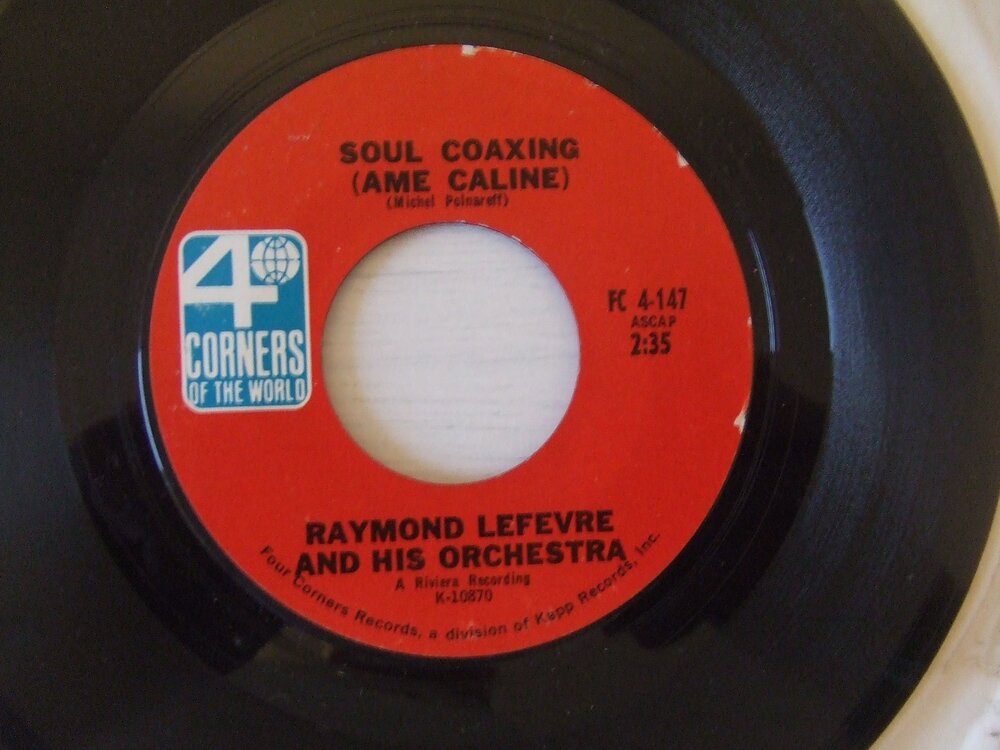 SOUL COAXING
(AME CALINE)
(Michel Polnareff)
4
CORNERS
OF THE WORLD
FC 4-147
ASCAP
2:35
RAYMOND LEFEVRE
AND HIS ORCHESTRA
A Riviera Recording
K-10870
Four Corners Records, a division of Kapp Records, Inc.